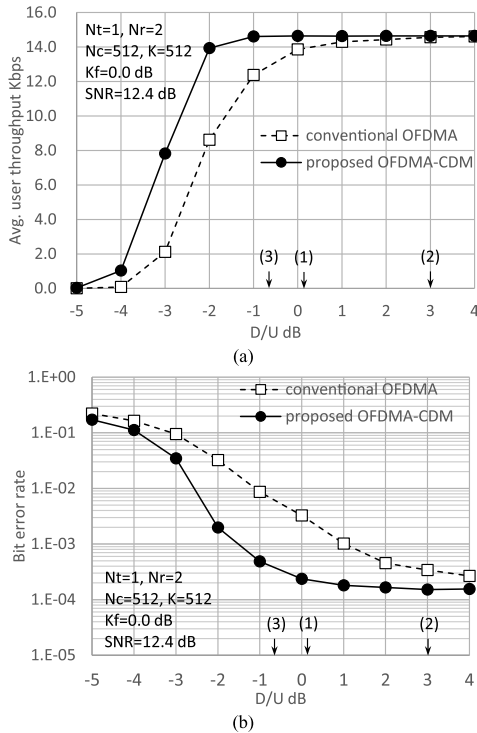 16.0
14.0
12.0
10.0
8.0
6.0
4.0
2.0
0.0
Avg. user throughput Kbps
Nt=1, Nr=2
Nc=512, K=512
Kf=0.0 dB
SNR=12.4 dB
conventional OFDMA
proposed OFDMA-CDM
(3) (1) (2)
-5 -4 -3 -2 -1 0 1 2 3 4
D/U dB
(a)
1.E+00
1.E-01
1.E-02
1.E-03
1.E-04
1.E-05
Bit error rate
conventional OFDMA
proposed OFDMA-CDM
Nt=1, Nr=2
Nc=512, K=512
Kf=0.0 dB
SNR=12.4 dB
(3) (1) (2)
-5 -4 -3 -2 -1 0 1 2 3 4
D/U dB
(b)